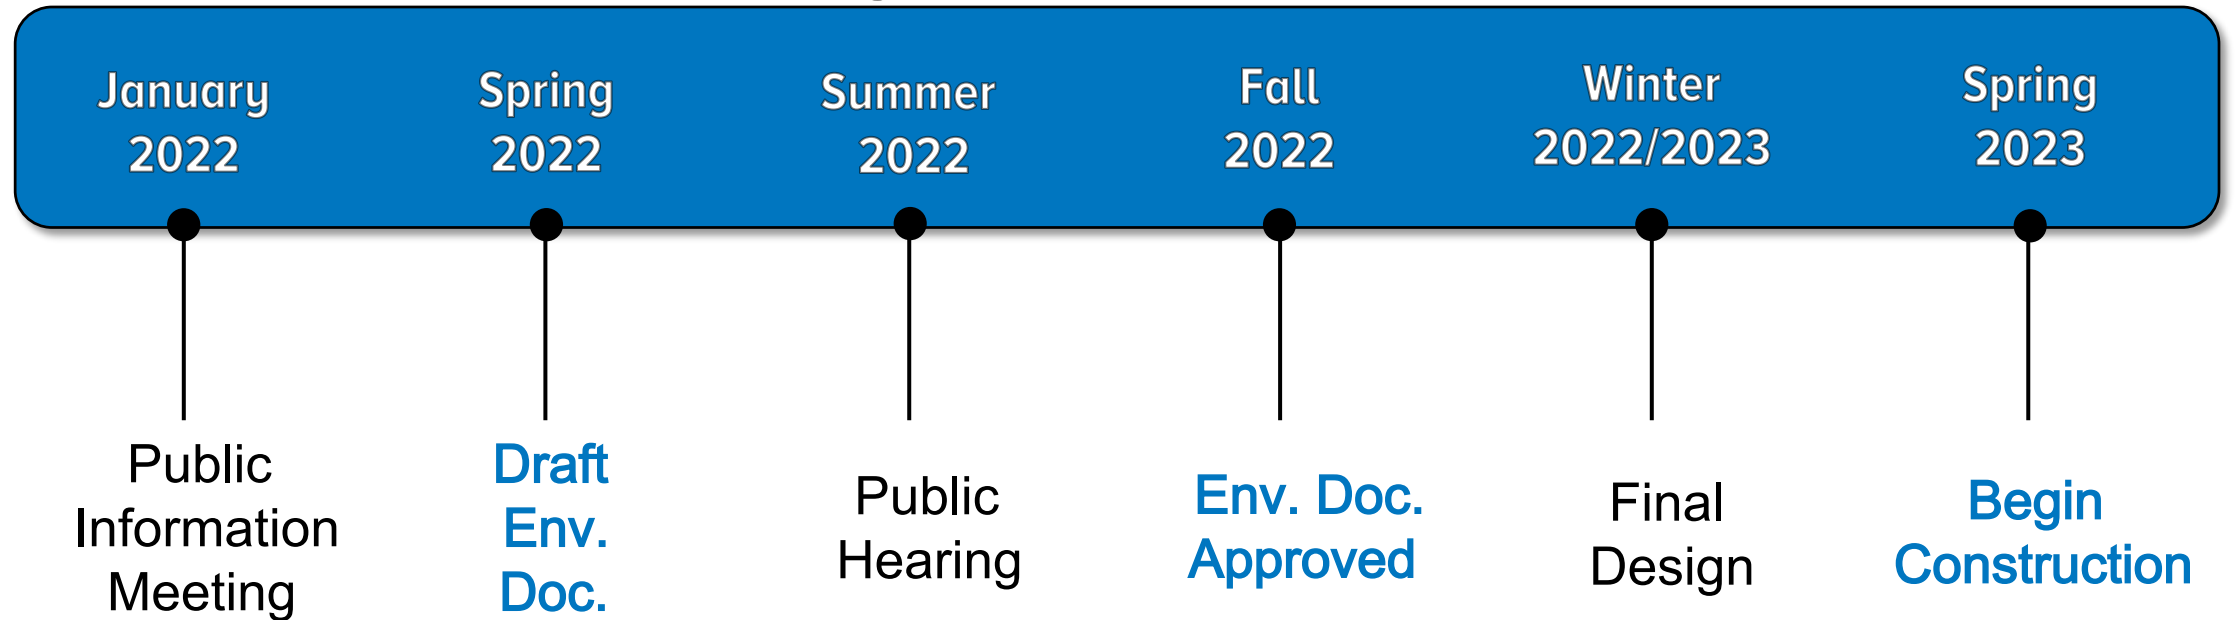 January
2022
Spring
2022
Summer
2022
Fall
2022
Winter
2022/2023
Spring
2023
Public
Information
Meeting
Draft
Env.
Doc.
Public
Hearing
Env. Doc.
Approved
Final
Design
Begin
Construction